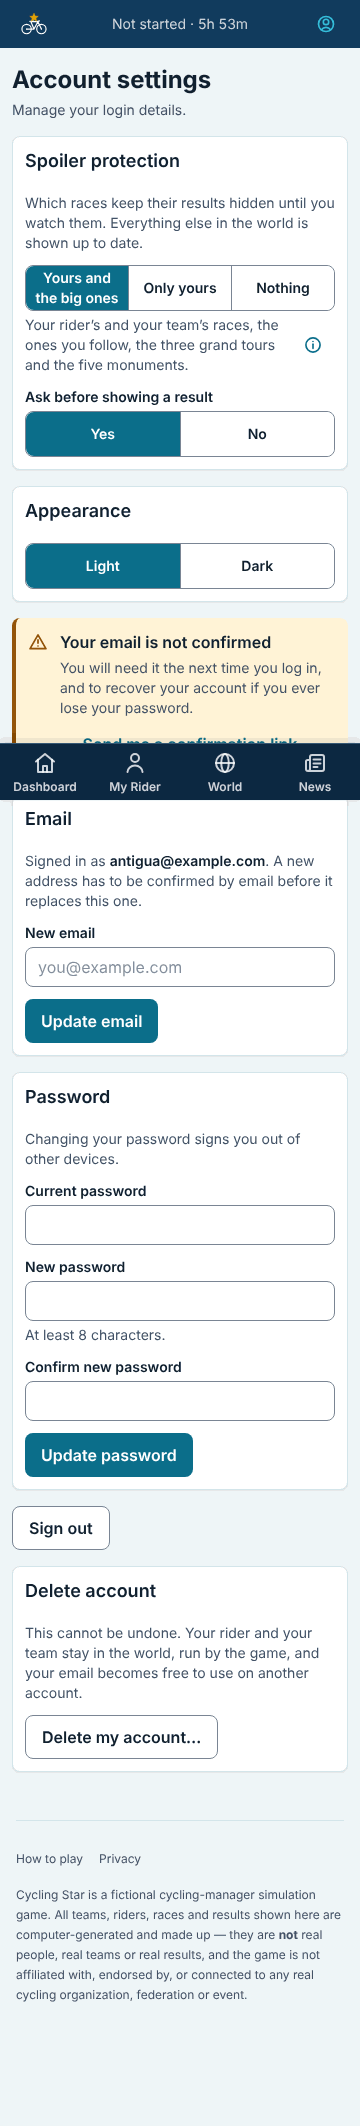 Not started · 5h 53m
Account settings
Manage your login details.
Spoiler protection
Which races keep their results hidden until you
watch them. Everything else in the world is
shown up to date.
Yours and
the big ones
Only yours
Nothing
Your rider’s and your team’s races, the
ones you follow, the three grand tours
and the five monuments.
Ask before showing a result
Yes
No
Appearance
Light
Dark
Your email is not confirmed
You will need it the next time you log in,
and to recover your account if you ever
lose your password.
Send me a confirmation link
Dashboard
My Rider
World
News
Email
Signed in as antigua@example.com. A new
address has to be confirmed by email before it
replaces this one.
New email
you@example.com
Update email
Password
Changing your password signs you out of
other devices.
Current password
New password
At least 8 characters.
Confirm new password
Update password
Sign out
Delete account
This cannot be undone. Your rider and your
team stay in the world, run by the game, and
your email becomes free to use on another
account.
Delete my account…
How to play Privacy
Cycling Star is a fictional cycling-manager simulation
game. All teams, riders, races and results shown here are
computer-generated and made up — they are not real
people, real teams or real results, and the game is not
affiliated with, endorsed by, or connected to any real
cycling organization, federation or event.